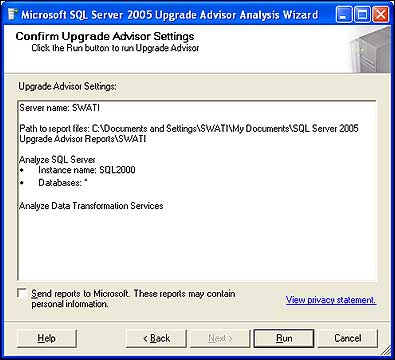 Microsoft SQL Server 2005 Upgrade Advisor Analysis Wizard
Confirm Upgrade Advisor Settings
Click the Run button to run Upgrade Advisor
Upgrade Advisor Settings:
Server name: SWATI
Path to report files: C:\Documents and Settings\SWATI\My Documents\SQL Server 2005
Upgrade Advisor Reports\SWATI
Analyze SQL Server
• Instance name: SQL2000
• Databases: *
Analyze Data Transformation Services
Send reports to Microsoft. These reports may contain
personal information.
View privacy statement.
Help
< Back
Next >
Run
Cancel